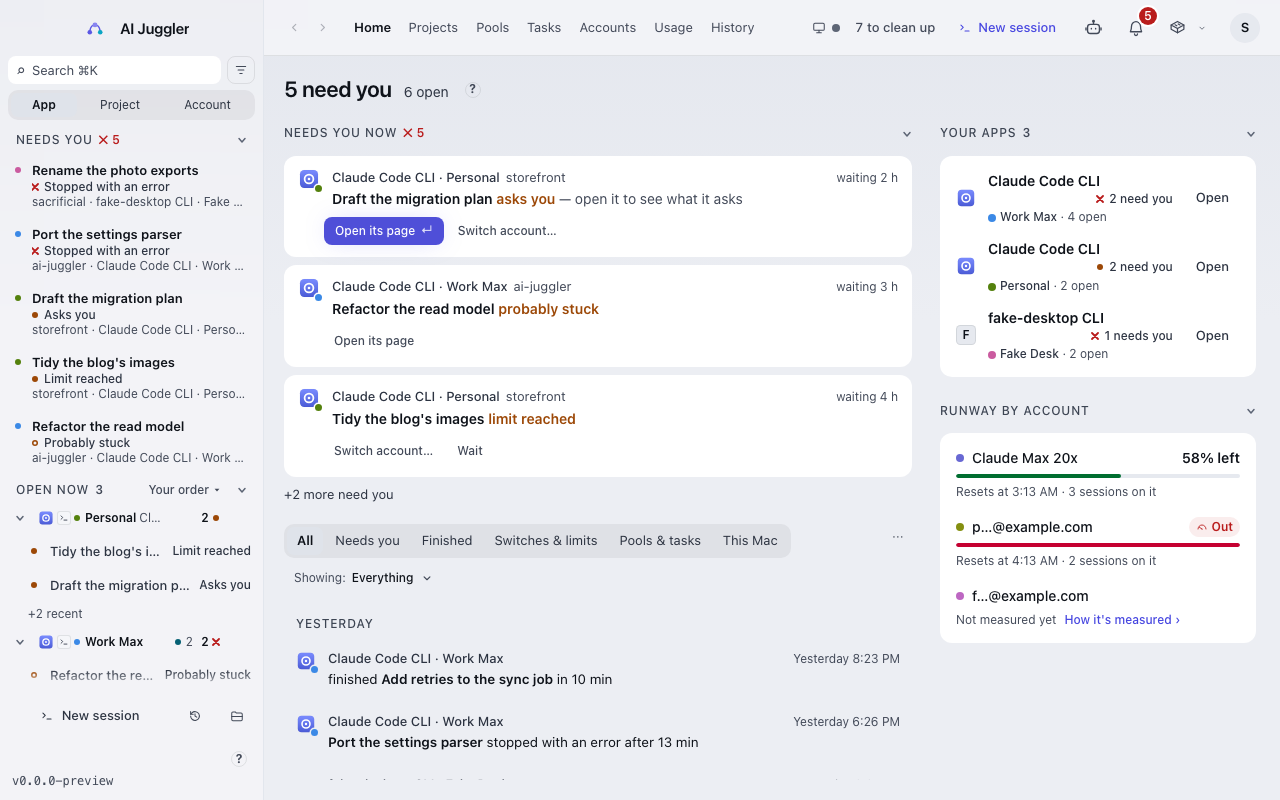 AI Juggler
Search ⌘K
App Project Account
NEEDS YOU 5
Rename the photo exports
Stopped with an error
sacrificial · fake-desktop CLI · Fake ...
Port the settings parser
Stopped with an error
ai-juggler · Claude Code CLI · Work ...
Draft the migration plan
Asks you
storefront · Claude Code CLI · Perso...
Tidy the blog's images
Limit reached
storefront · Claude Code CLI · Perso...
Refactor the read model
Probably stuck
ai-juggler · Claude Code CLI · Work ...
OPEN NOW 3 Your order
Personal Cl... 2
Tidy the blog's i... Limit reached
Draft the migration p... Asks you
+2 recent
Work Max 2 2
Refactor the re... Probably stuck
New session
?
v0.0.0-preview
Home Projects Pools Tasks Accounts Usage History
7 to clean up
New session
5
S
5 need you 6 open ?
NEEDS YOU NOW 5
Claude Code CLI · Personal storefront waiting 2 h
Draft the migration plan asks you — open it to see what it asks
Open its page ↵ Switch account...
Claude Code CLI · Work Max ai-juggler waiting 3 h
Refactor the read model probably stuck
Open its page
Claude Code CLI · Personal storefront waiting 4 h
Tidy the blog's images limit reached
Switch account... Wait
+2 more need you
All Needs you Finished Switches & limits Pools & tasks This Mac ...
Showing: Everything
YESTERDAY
Claude Code CLI · Work Max Yesterday 8:23 PM
finished Add retries to the sync job in 10 min
Claude Code CLI · Work Max Yesterday 6:26 PM
Port the settings parser stopped with an error after 13 min
YOUR APPS 3
Claude Code CLI
2 need you Open
Work Max · 4 open
Claude Code CLI
2 need you Open
Personal · 2 open
F
fake-desktop CLI
1 needs you Open
Fake Desk · 2 open
RUNWAY BY ACCOUNT
Claude Max 20x 58% left
Resets at 3:13 AM · 3 sessions on it
p...@example.com Out
Resets at 4:13 AM · 2 sessions on it
f...@example.com
Not measured yet How it's measured ›